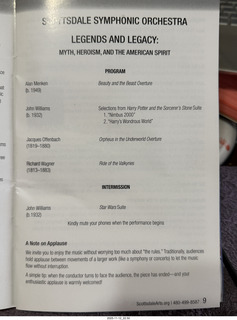 SCOTTSDALE SYMPHONIC ORCHESTRA
LEGENDS AND LEGACY:
MYTH, HEROISM, AND THE AMERICAN SPIRIT
PROGRAM
Alan Menken Beauty and the Beast Overture
(b. 1949)
John Williams Selections from Harry Potter and the Sorcerer's Stone Suite
(b. 1932) 1. "Nimbus 2000"
2. "Harry's Wondrous World"
Jacques Offenbach Orpheus in the Underworld Overture
(1819–1880)
Richard Wagner Ride of the Valkyries
(1813–1883)
INTERMISSION
John Williams Star Wars Suite
(b.1932)
Kindly mute your phones when the performance begins
A Note on Applause
We invite you to enjoy the music without worrying too much about "the rules." Traditionally, audiences
hold applause between movements of a larger work (like a symphony or concerto) to let the music
flow without interruption.
A simple tip: when the conductor turns to face the audience, the piece has ended—and your
enthusiastic applause is warmly welcomed!
ScottsdaleArts.org | 480-499-8587 9